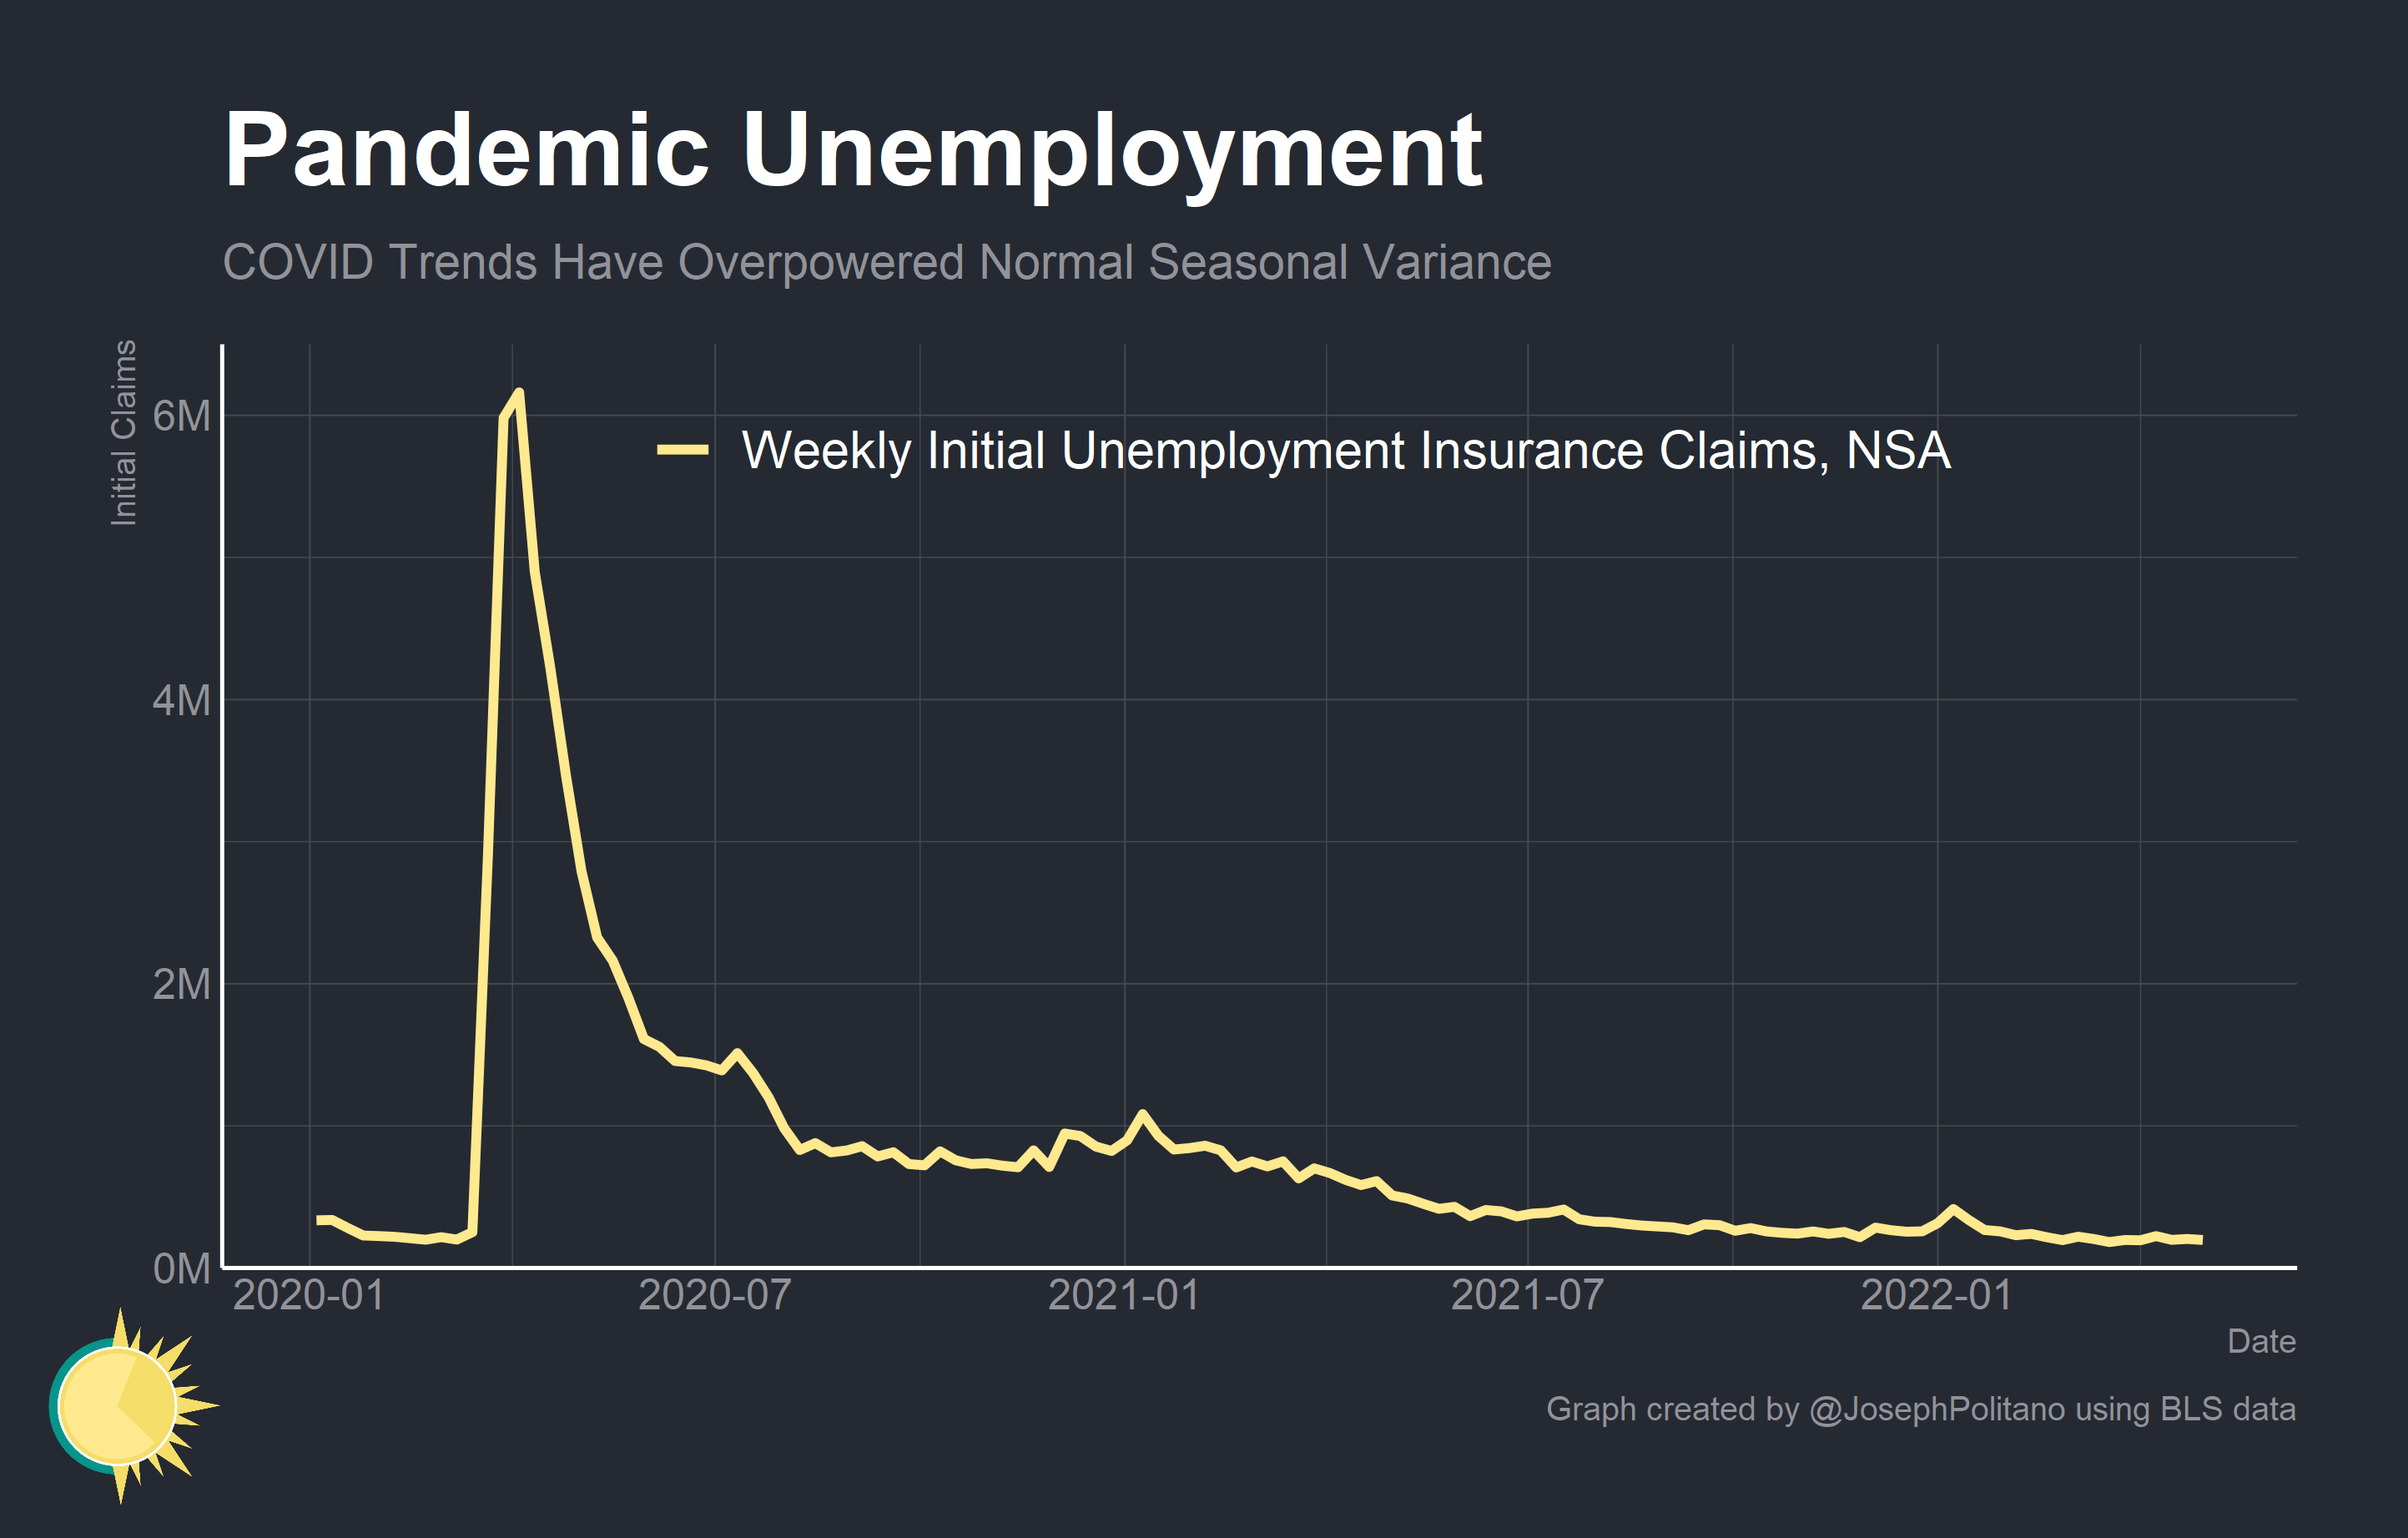 Pandemic Unemployment
COVID Trends Have Overpowered Normal Seasonal Variance
Initial Claims
6M
Weekly Initial Unemployment Insurance Claims, NSA
4M
2M
0M
2020-01
2020-07
2021-01
2021-07
2022-01
Date
Graph created by @JosephPolitano using BLS data